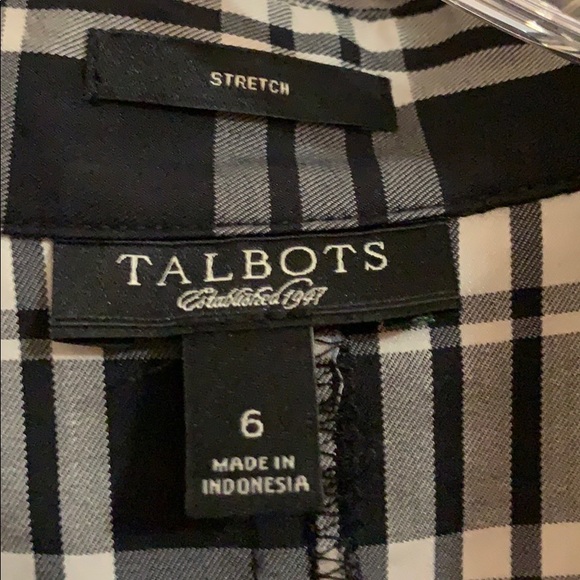 STRETCH
TALBOTS
Established 1947
6
MADE IN
INDONESIA